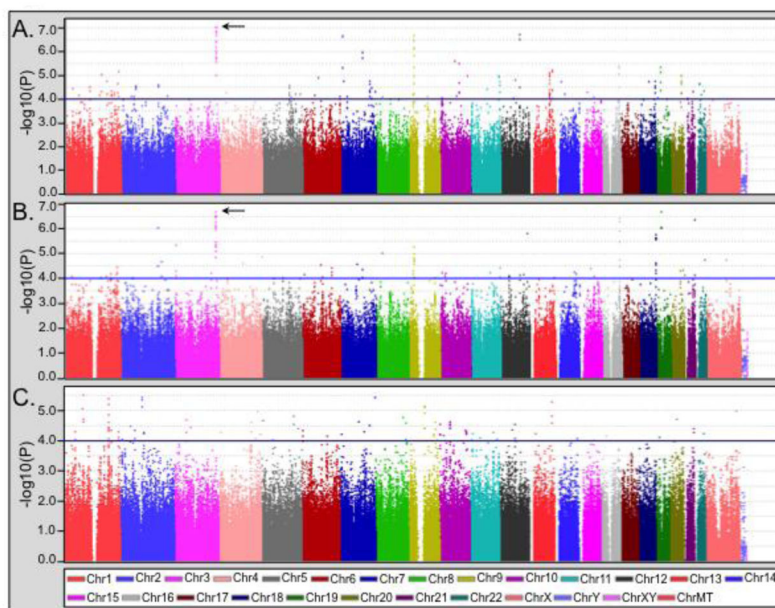 A.
-log10(P)
7.0
6.0
5.0
4.0
3.0
2.0
1.0
0.0
B.
-log10(P)
7.0
6.0
5.0
4.0
3.0
2.0
1.0
0.0
C.
-log10(P)
5.0
4.0
3.0
2.0
1.0
0.0
Chr1 Chr2 Chr3 Chr4 Chr5 Chr6 Chr7 Chr8 Chr9 Chr10 Chr11 Chr12 Chr13 Chr14
Chr15 Chr16 Chr17 Chr18 Chr19 Chr20 Chr21 Chr22 ChrX ChrY ChrXY ChrMT